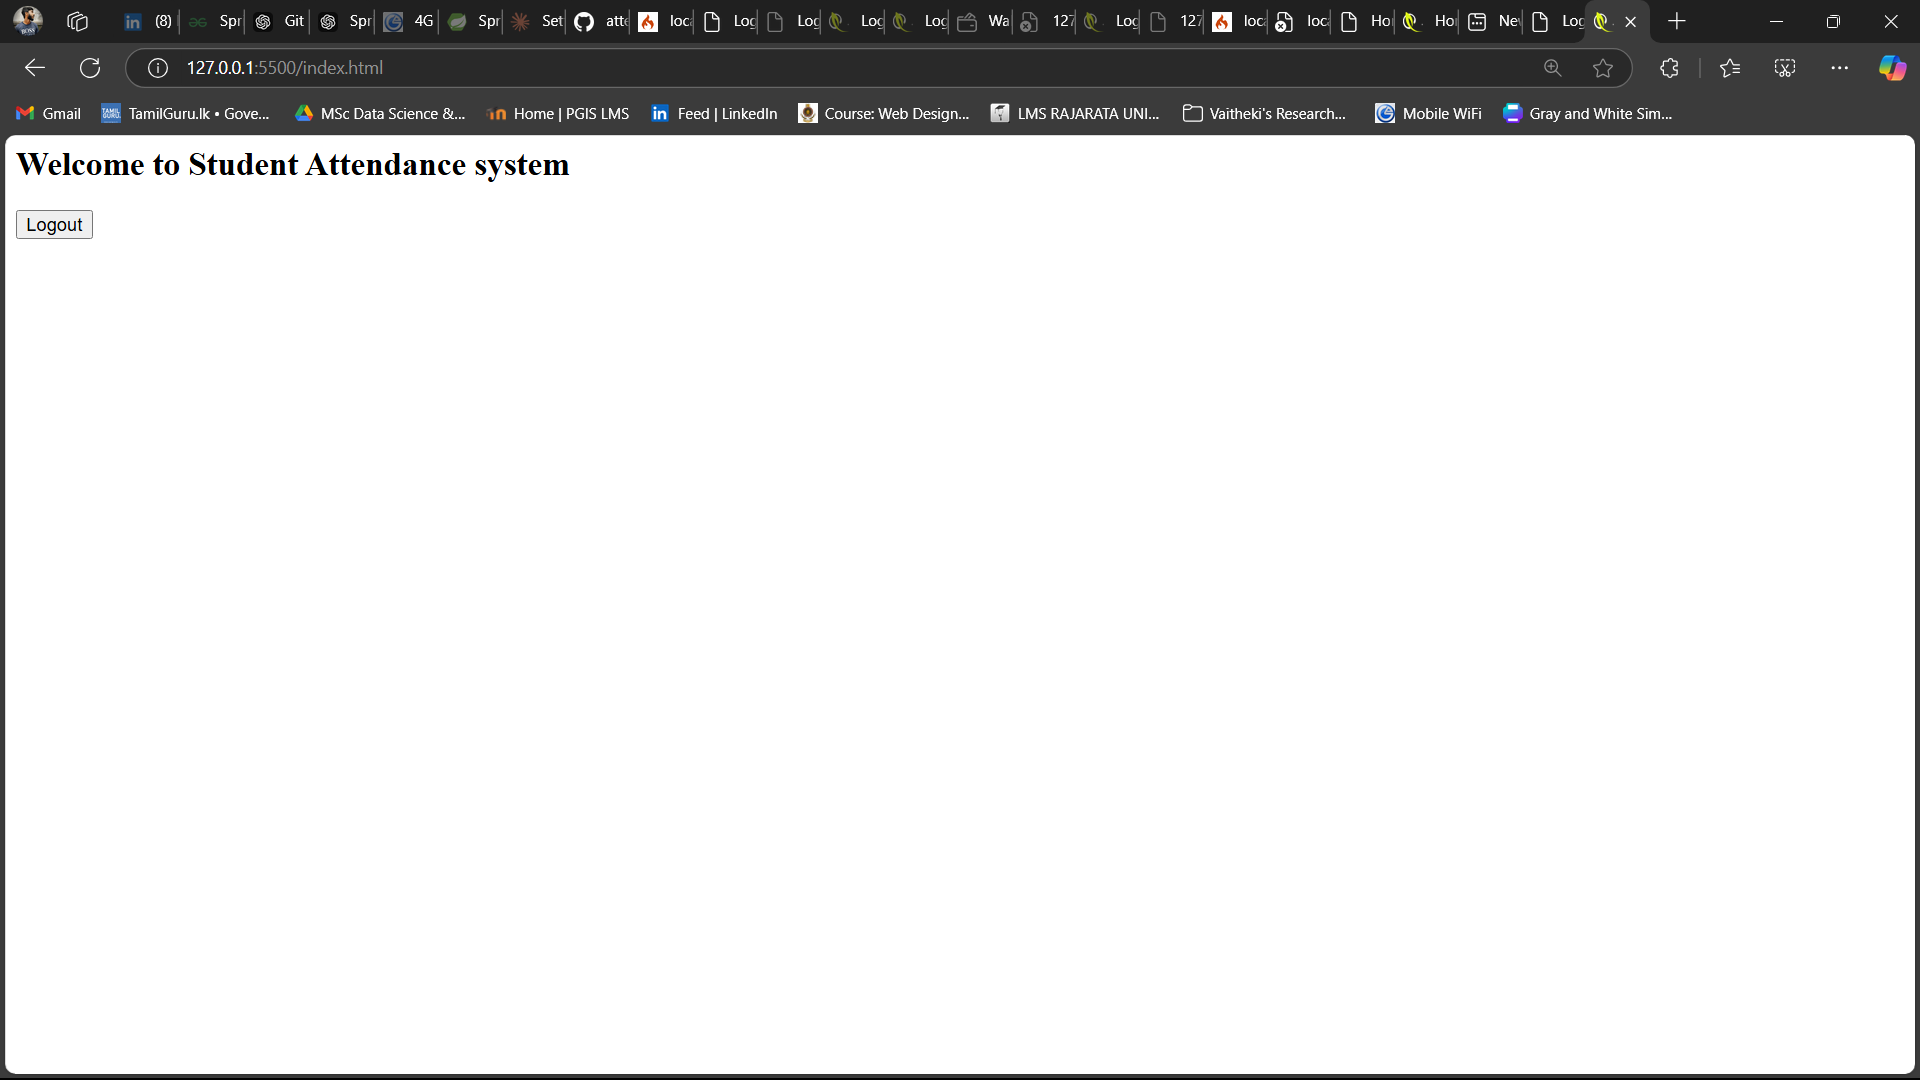 (8) Spr Git Spr 4G Spr Set atte loca Log Log Log Log Wa 127 Log 127 loca loca Ho Ho Nev Log
127.0.0.1:5500/index.html
Gmail TamilGuru.lk • Gove... MSc Data Science &... Home | PGIS LMS Feed | LinkedIn Course: Web Design... LMS RAJARATA UNI... Vaitheki's Research... Mobile WiFi Gray and White Sim...
Welcome to Student Attendance system
Logout